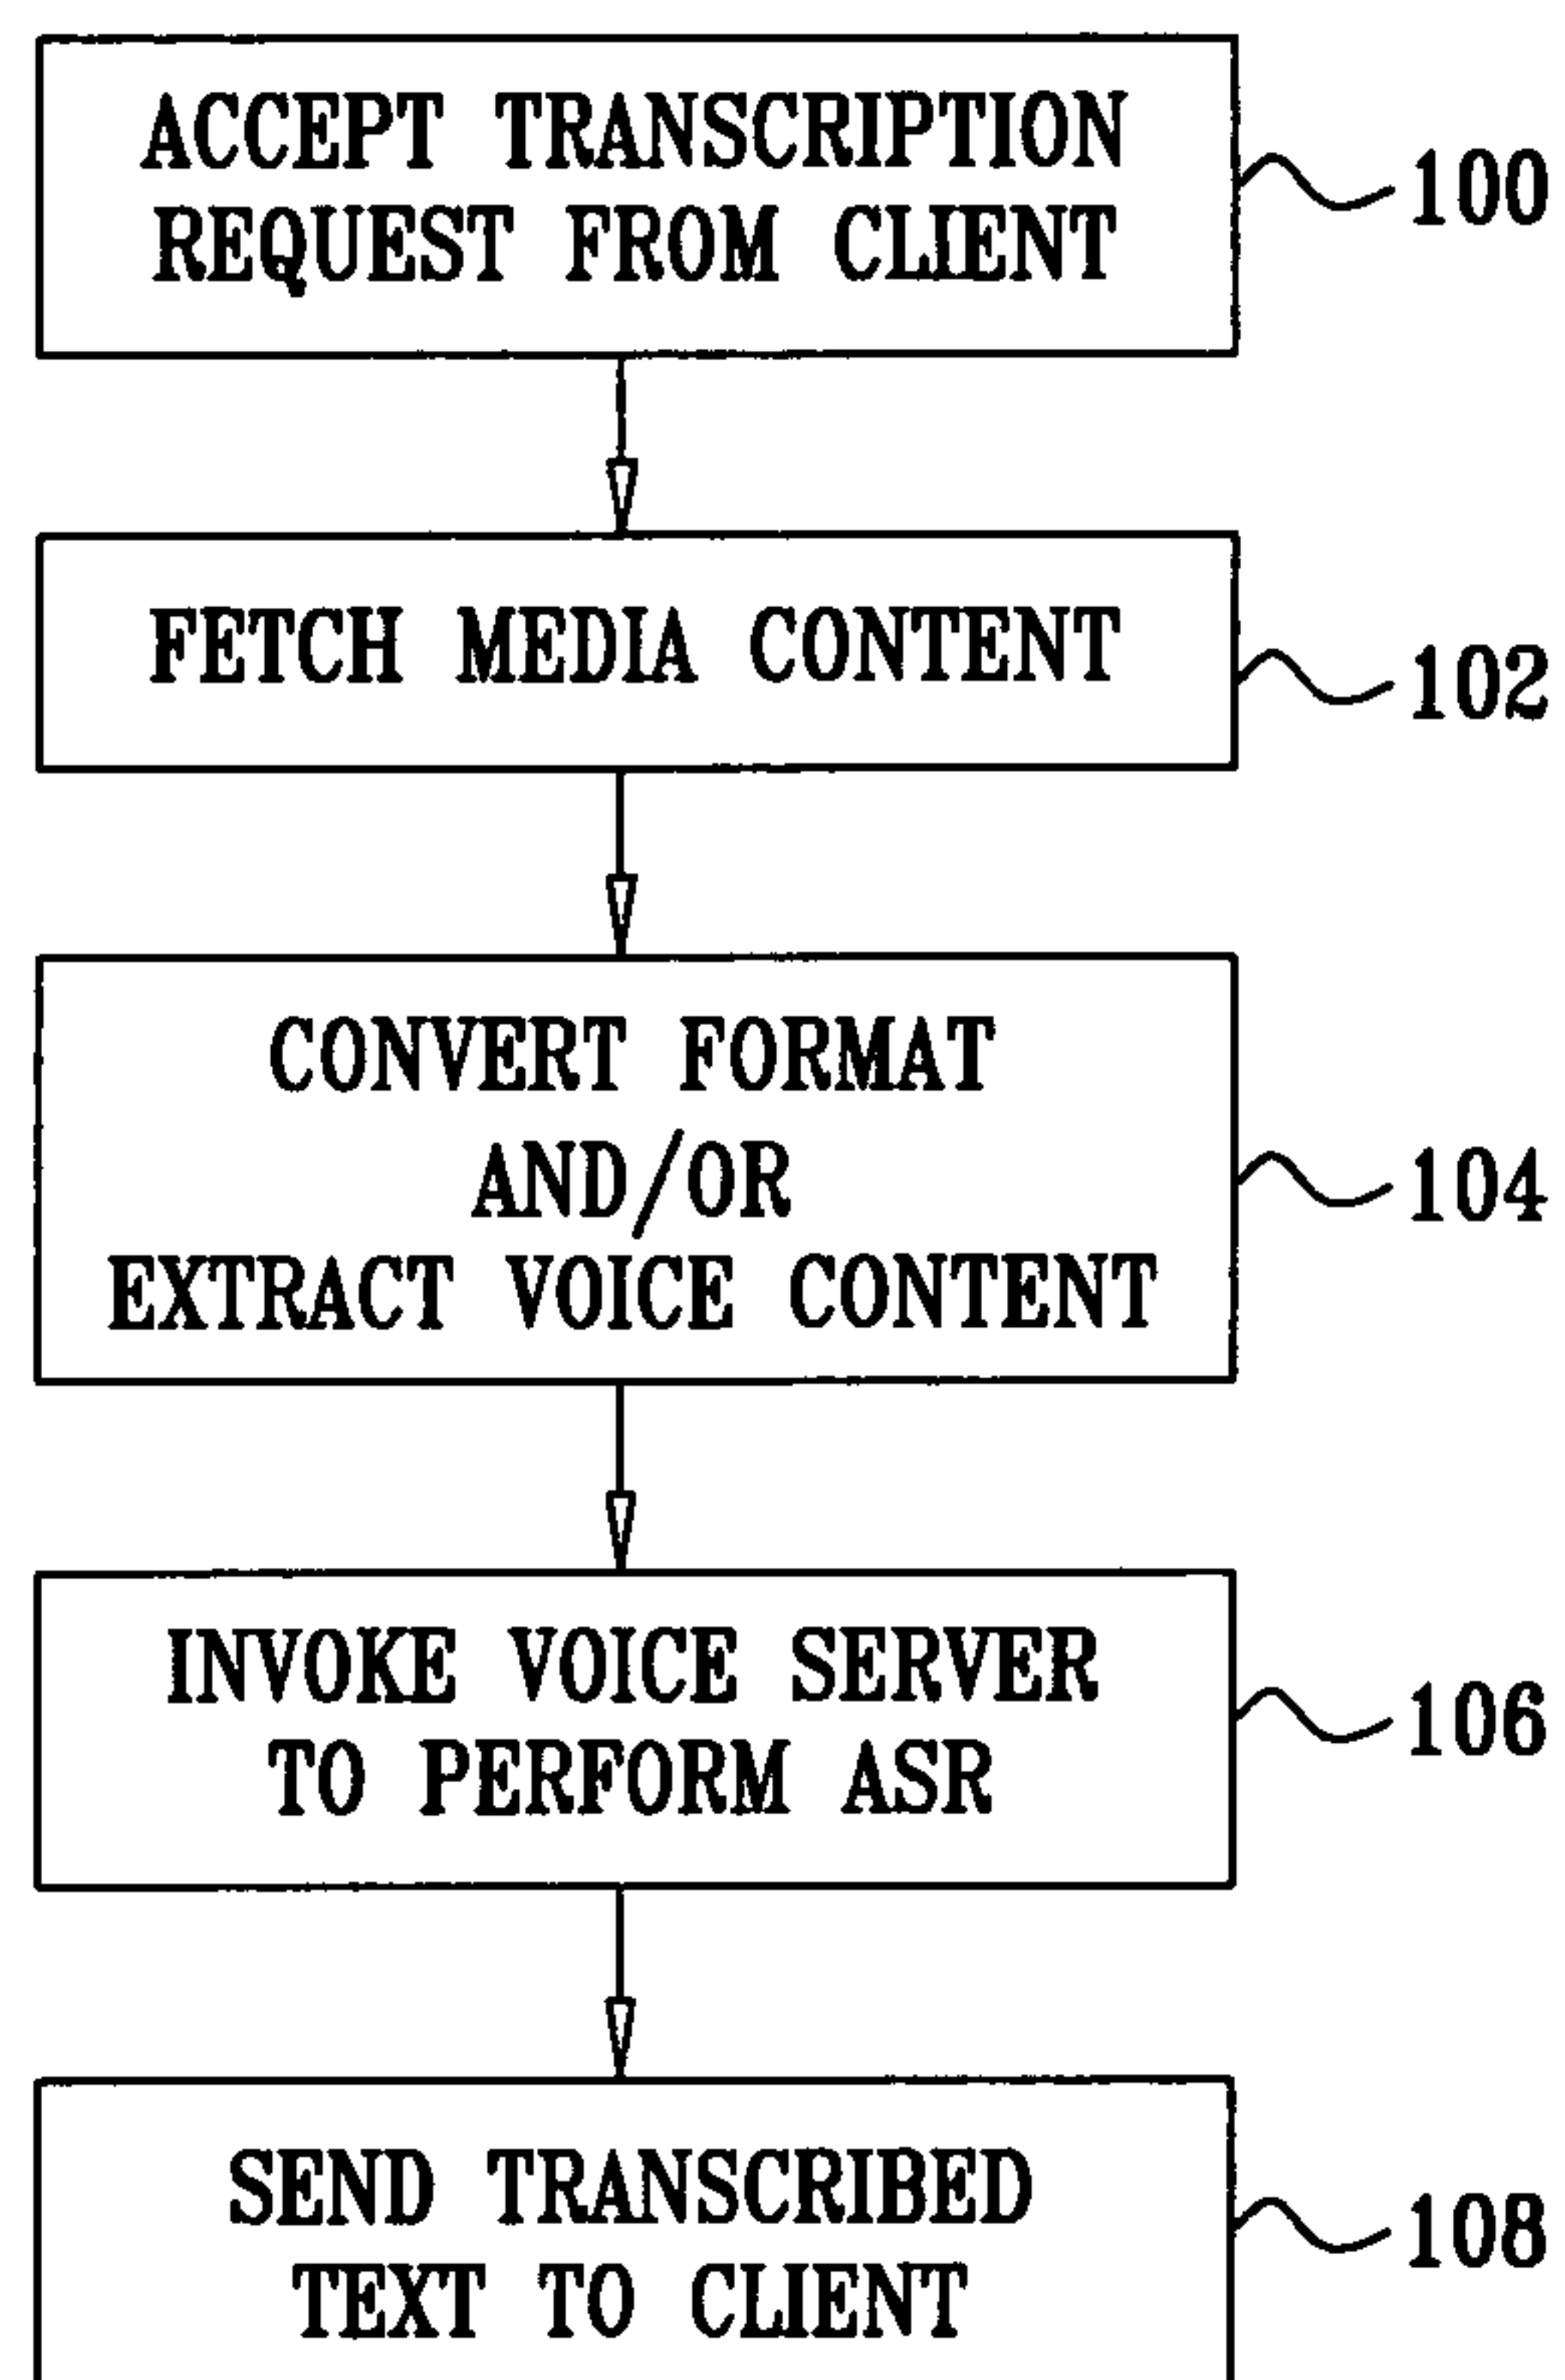 ACCEPT TRANSCRIPTION
REQUEST FROM CLIENT
100
FETCH MEDIA CONTENT
102
CONVERT FORMAT
AND/OR
EXTRACT VOICE CONTENT
104
INVOKE VOICE SERVER
TO PERFORM ASR
106
SEND TRANSCRIBED
TEXT TO CLIENT
108